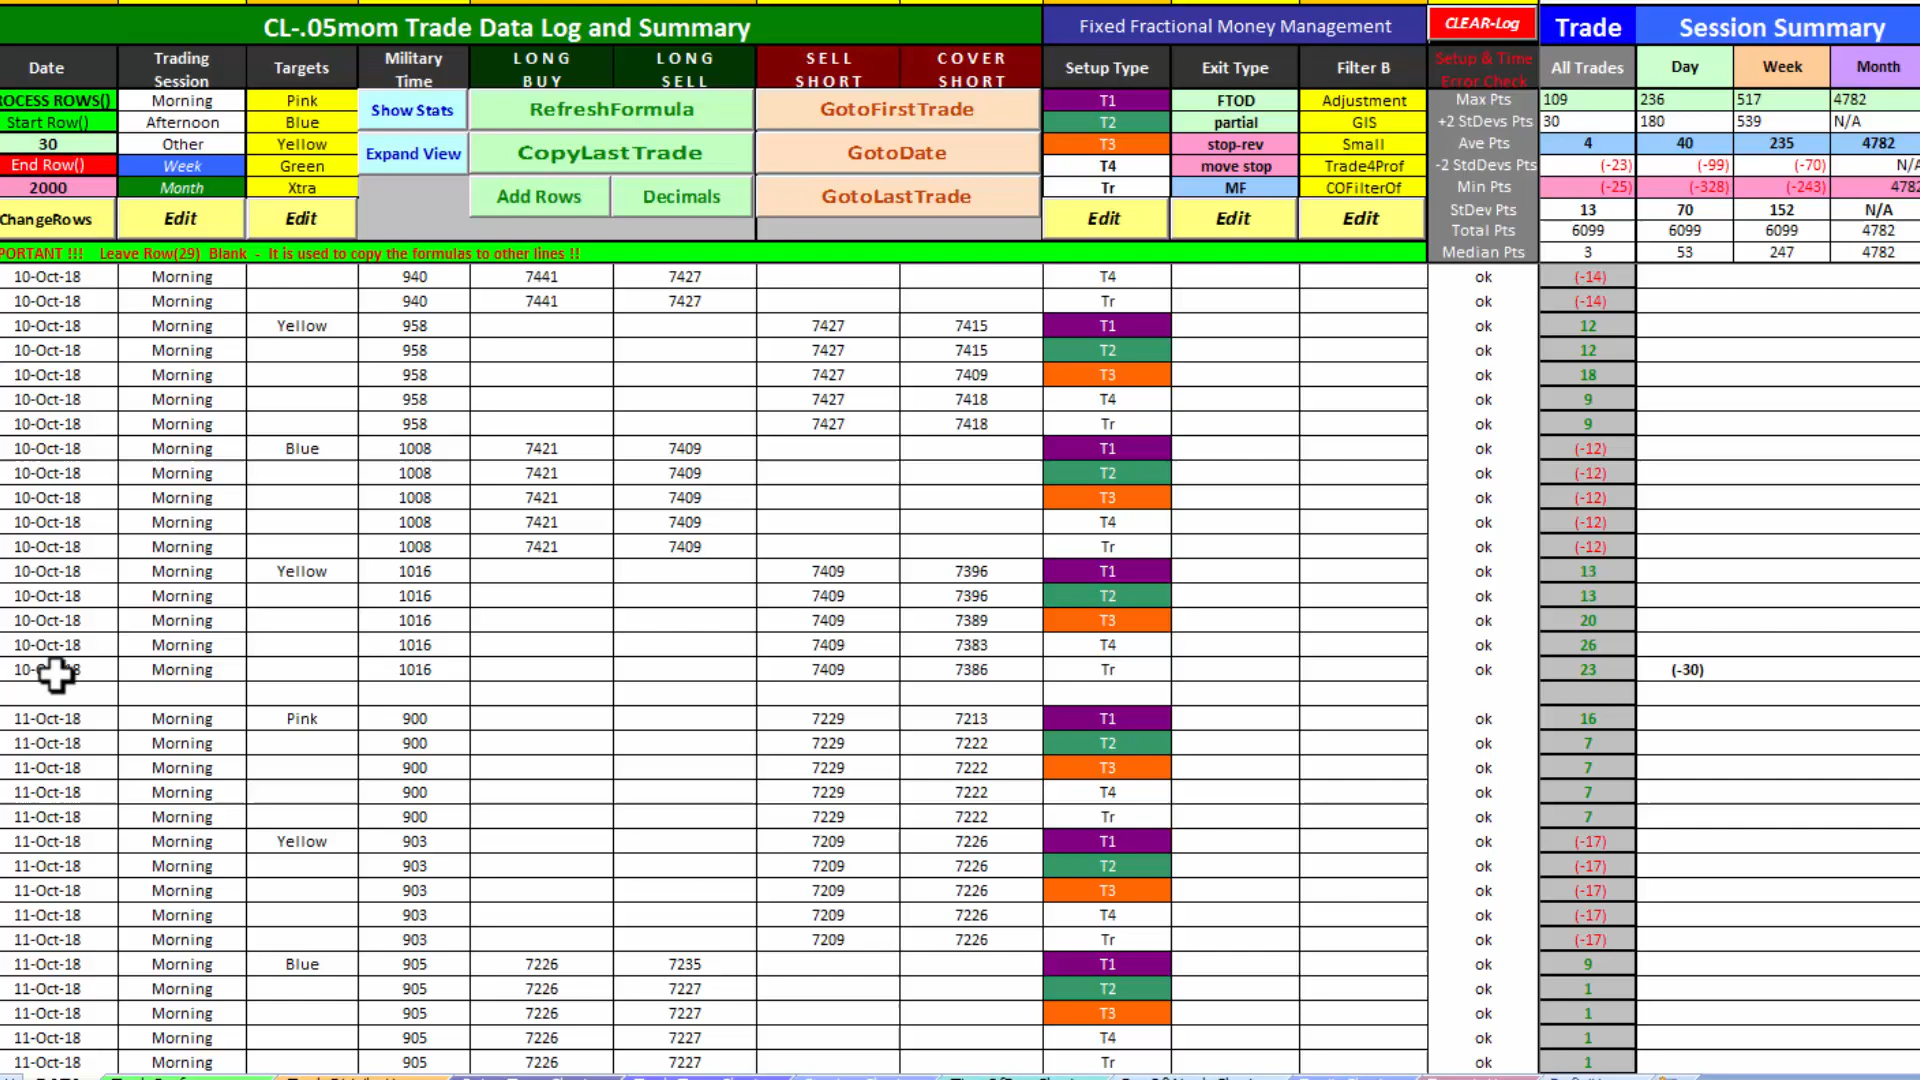 CL-.05mom Trade Data Log and Summary Fixed Fractional Money Management CLEAR-Log Trade Session Summary
Date Trading Session Targets Military Time LONG BUY LONG SELL SELL SHORT COVER SHORT Setup Type Exit Type Filter B Setup & Time Error Check All Trades Day Week Month
ROCESS ROWS() Morning Pink Show Stats RefreshFormula GotoFirstTrade T1 FTOD Adjustment Max Pts 109 236 517 4782
Start Row() Afternoon Blue T2 partial GIS +2 StDevs Pts 30 180 539 N/A
30 Other Yellow Expand View CopyLastTrade GotoDate T3 stop-rev Small Ave Pts 4 40 235 4782
End Row() Week Green T4 move stop Trade4Prof -2 StdDevs Pts (-23) (-99) (-70) N/A
2000 Month Xtra Add Rows Decimals GotoLastTrade Tr MF COFilterOf Min Pts (-25) (-328) (-243) 4782
ChangeRows Edit Edit Edit Edit Edit StDev Pts 13 70 152 N/A
Total Pts 6099 6099 6099 4782
PORTANT !!! Leave Row(29) Blank - It is used to copy the formulas to other lines !! Median Pts 3 53 247 4782
10-Oct-18 Morning 940 7441 7427 T4 ok (-14)
10-Oct-18 Morning 940 7441 7427 Tr ok (-14)
10-Oct-18 Morning Yellow 958 7427 7415 T1 ok 12
10-Oct-18 Morning 958 7427 7415 T2 ok 12
10-Oct-18 Morning 958 7427 7409 T3 ok 18
10-Oct-18 Morning 958 7427 7418 T4 ok 9
10-Oct-18 Morning 958 7427 7418 Tr ok 9
10-Oct-18 Morning Blue 1008 7421 7409 T1 ok (-12)
10-Oct-18 Morning 1008 7421 7409 T2 ok (-12)
10-Oct-18 Morning 1008 7421 7409 T3 ok (-12)
10-Oct-18 Morning 1008 7421 7409 T4 ok (-12)
10-Oct-18 Morning 1008 7421 7409 Tr ok (-12)
10-Oct-18 Morning Yellow 1016 7409 7396 T1 ok 13
10-Oct-18 Morning 1016 7409 7396 T2 ok 13
10-Oct-18 Morning 1016 7409 7389 T3 ok 20
10-Oct-18 Morning 1016 7409 7383 T4 ok 26
Morning 1016 7409 7386 Tr ok 23 (-30)
11-Oct-18 Morning Pink 900 7229 7213 T1 ok 16
11-Oct-18 Morning 900 7229 7222 T2 ok 7
11-Oct-18 Morning 900 7229 7222 T3 ok 7
11-Oct-18 Morning 900 7229 7222 T4 ok 7
11-Oct-18 Morning 900 7229 7222 Tr ok 7
11-Oct-18 Morning Yellow 903 7209 7226 T1 ok (-17)
11-Oct-18 Morning 903 7209 7226 T2 ok (-17)
11-Oct-18 Morning 903 7209 7226 T3 ok (-17)
11-Oct-18 Morning 903 7209 7226 T4 ok (-17)
11-Oct-18 Morning 903 7209 7226 Tr ok (-17)
11-Oct-18 Morning Blue 905 7226 7235 T1 ok 9
11-Oct-18 Morning 905 7226 7227 T2 ok 1
11-Oct-18 Morning 905 7226 7227 T3 ok 1
11-Oct-18 Morning 905 7226 7227 T4 ok 1
11-Oct-18 Morning 905 7226 7227 Tr ok 1